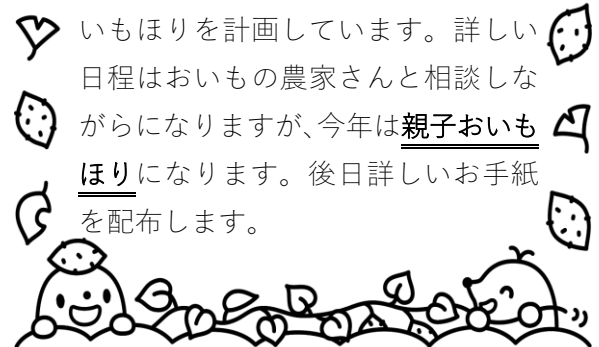 いもほりを計画しています。詳しい
日程はおいもの農家さんと相談しな
がらになりますが、今年は親子おいも
ほりになります。後日詳しいお手紙
を配布します。